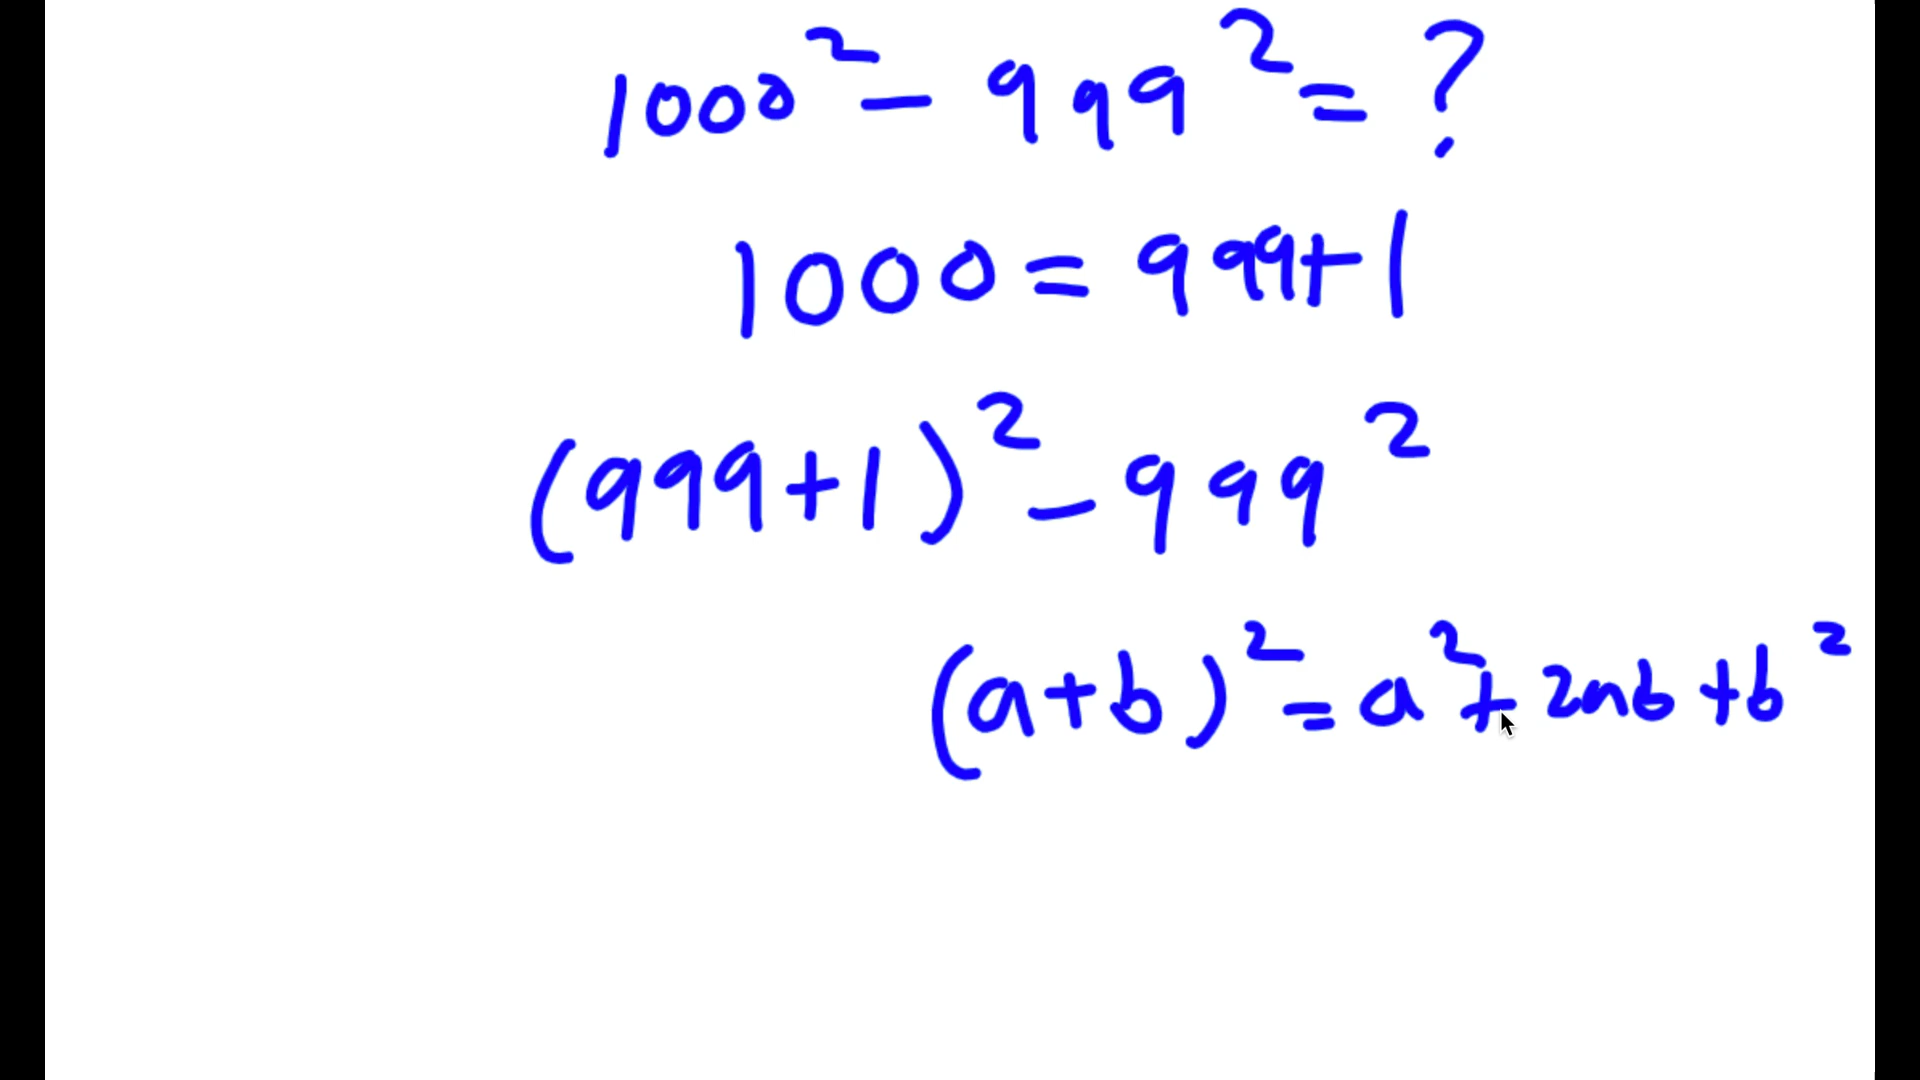 1000² - 999² = ?
1000 = 999 + 1
(999 + 1)² - 999²
(a + b)² = a² + 2ab + b²